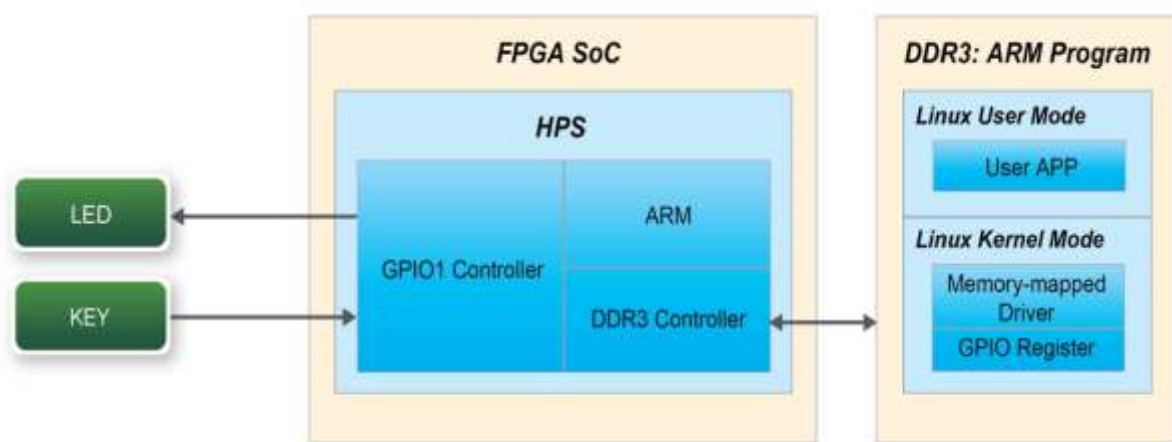 FPGA SoC
HPS
LED
KEY
GPIO1 Controller
ARM
DDR3 Controller
DDR3: ARM Program
Linux User Mode
User APP
Linux Kernel Mode
Memory-mapped
Driver
GPIO Register